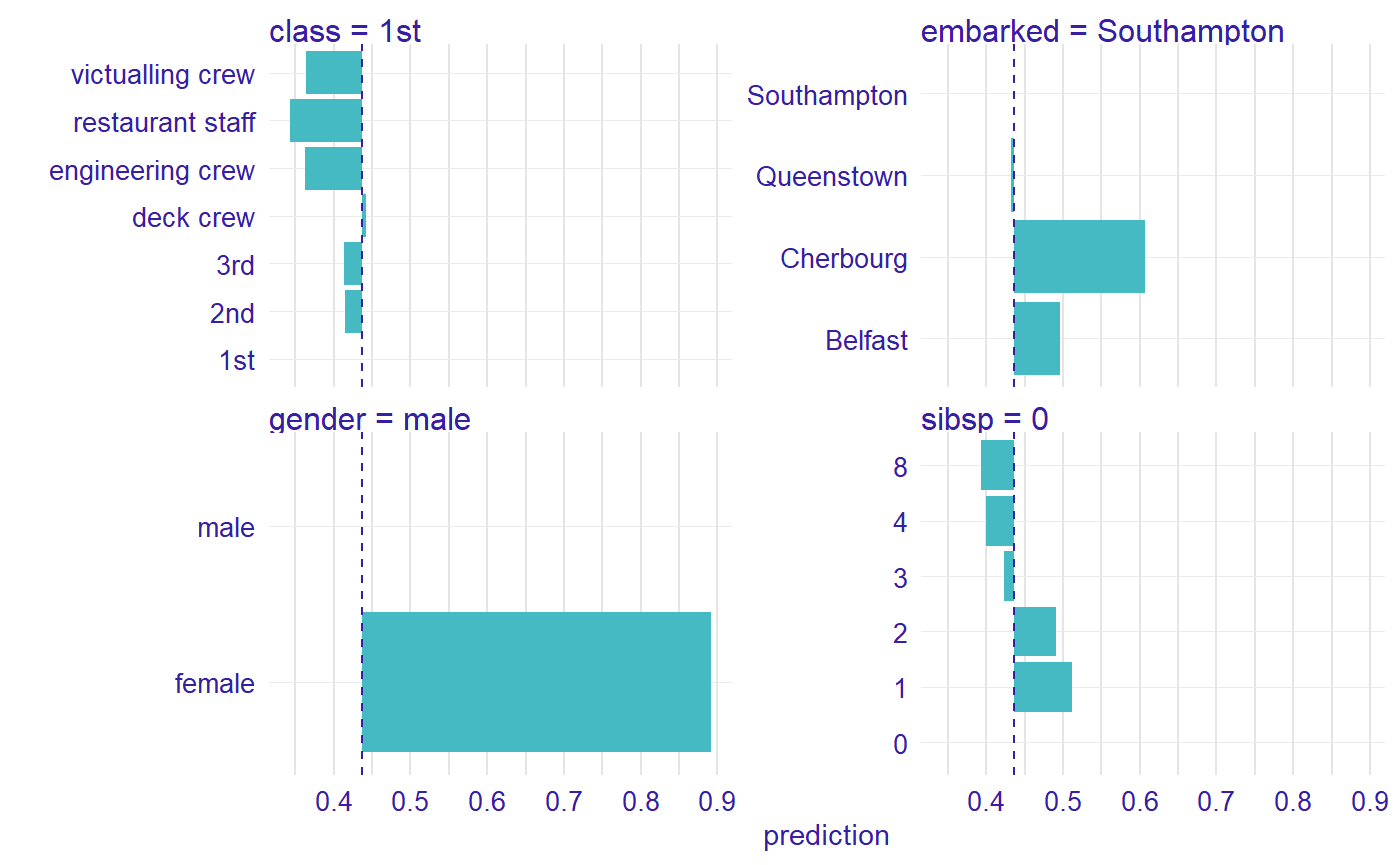 class = 1st
victualling crew
restaurant staff
engineering crew
deck crew
3rd
2nd
1st
embarked = Southampton
Southampton
Queenstown
Cherbourg
Belfast
gender = male
male
female
0.4 0.5 0.6 0.7 0.8 0.9
sibsp = 0
8
4
3
2
1
0
0.4 0.5 0.6 0.7 0.8 0.9
prediction